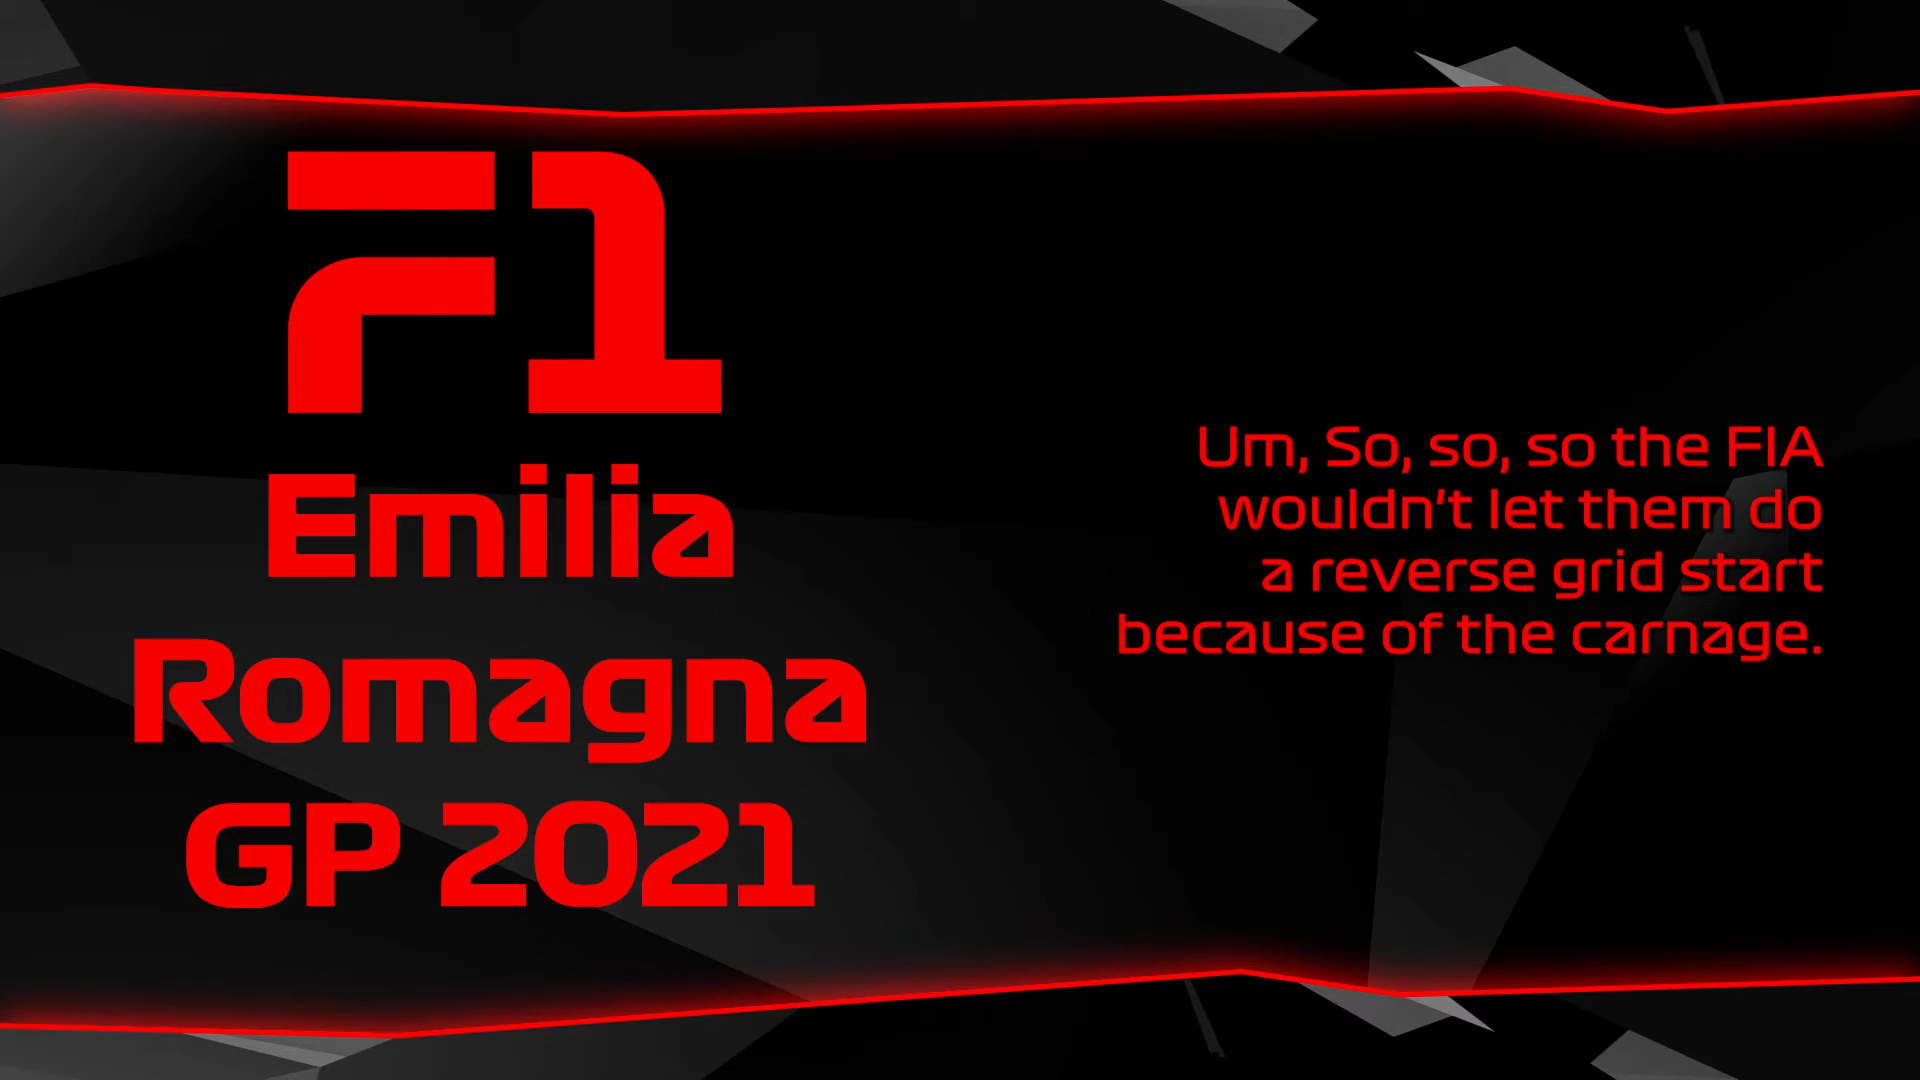 F1
Emilia
Romagna
GP 2021
Um, So, so, so the FIA
wouldn't let them do
a reverse grid start
because of the carnage.